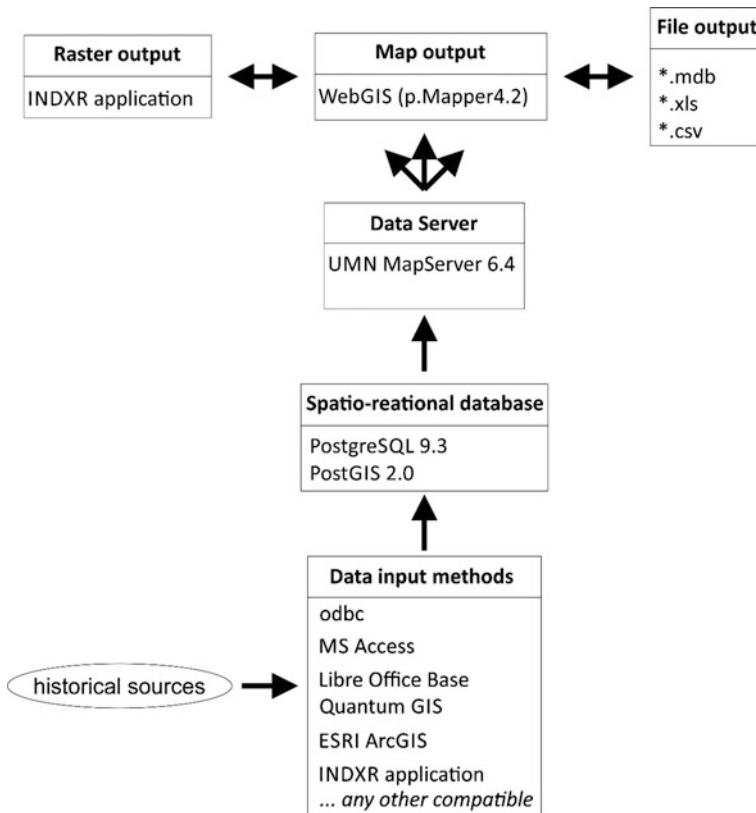 Raster output
INDXR application
Map output
WebGIS (p.Mapper4.2)
File output
*.mdb
*.xls
*.csv
Data Server
UMN MapServer 6.4
Spatio-reational database
PostgreSQL 9.3
PostGIS 2.0
Data input methods
odbc
MS Access
Libre Office Base
Quantum GIS
ESRI ArcGIS
INDXR application
... any other compatible
historical sources